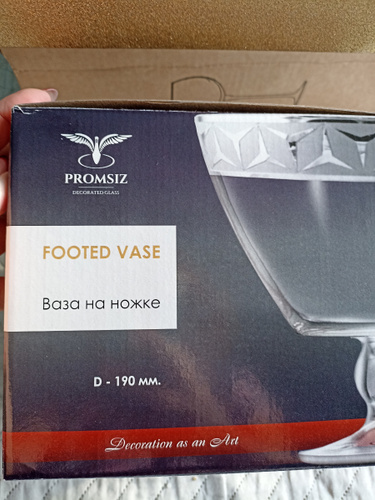 PROMSIZ
DECORATED GLASS
FOOTED VASE
Ваза на ножке
D - 190 мм.
Decoration as an Art